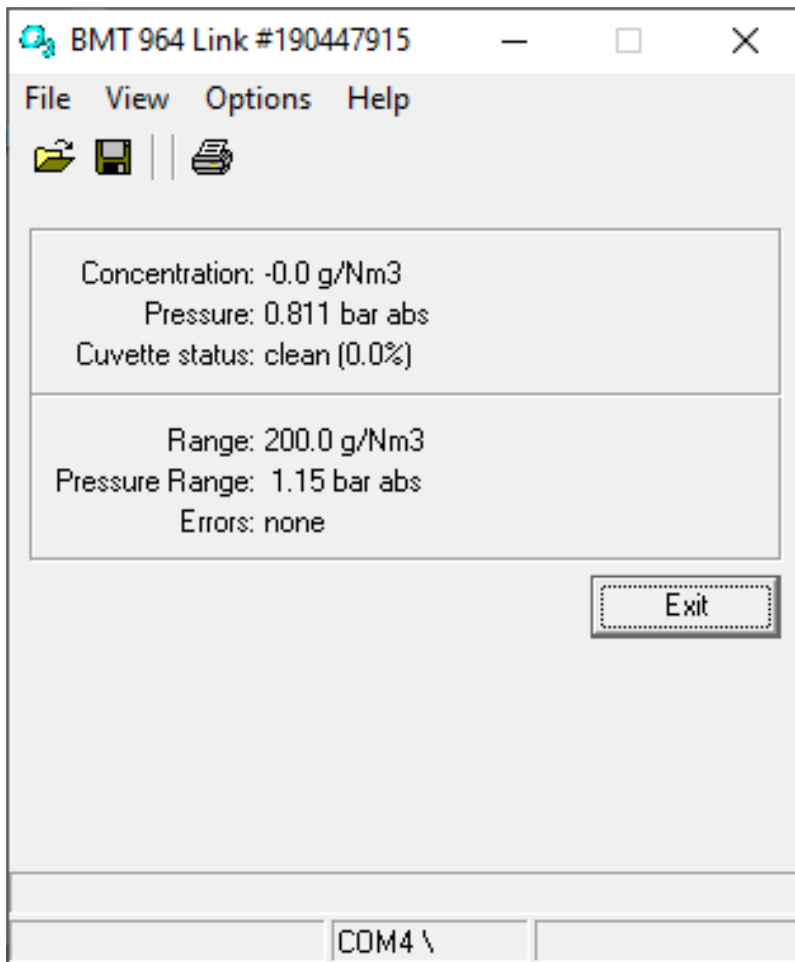 BMT 964 Link #190447915
File View Options Help
Concentration: -0.0 g/Nm3
Pressure: 0.811 bar abs
Cuvette status: clean (0.0%)
Range: 200.0 g/Nm3
Pressure Range: 1.15 bar abs
Errors: none
Exit
COM4 \